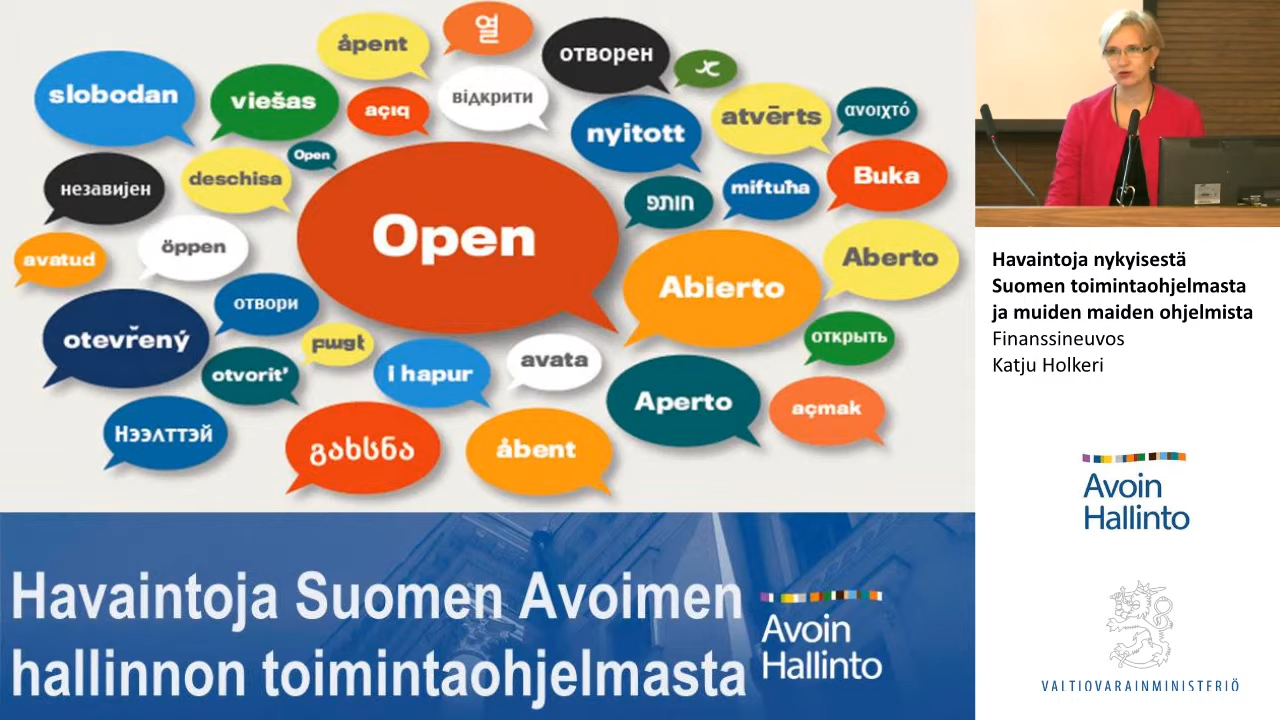 åpent
열
отворен
slobodan
viešas
açıq
відкрити
nyitott
atvērts
ανοιχτό
Open
незавијен
deschisa
חותפ
miftuħa
Buka
Open
öppen
avatud
Abierto
Aberto
отвори
otevřený
открыть
i hapur
avata
otvorit'
Aperto
açmak
Нээлттэй
გახსნა
åbent
Havaintoja Suomen Avoimen
hallinnon toimintaohjelmasta
Avoin
Hallinto
Havaintoja nykyisestä
Suomen toimintaohjelmasta
ja muiden maiden ohjelmista
Finanssineuvos
Katju Holkeri
Avoin
Hallinto
VALTIOVARAINMINISTERIÖ